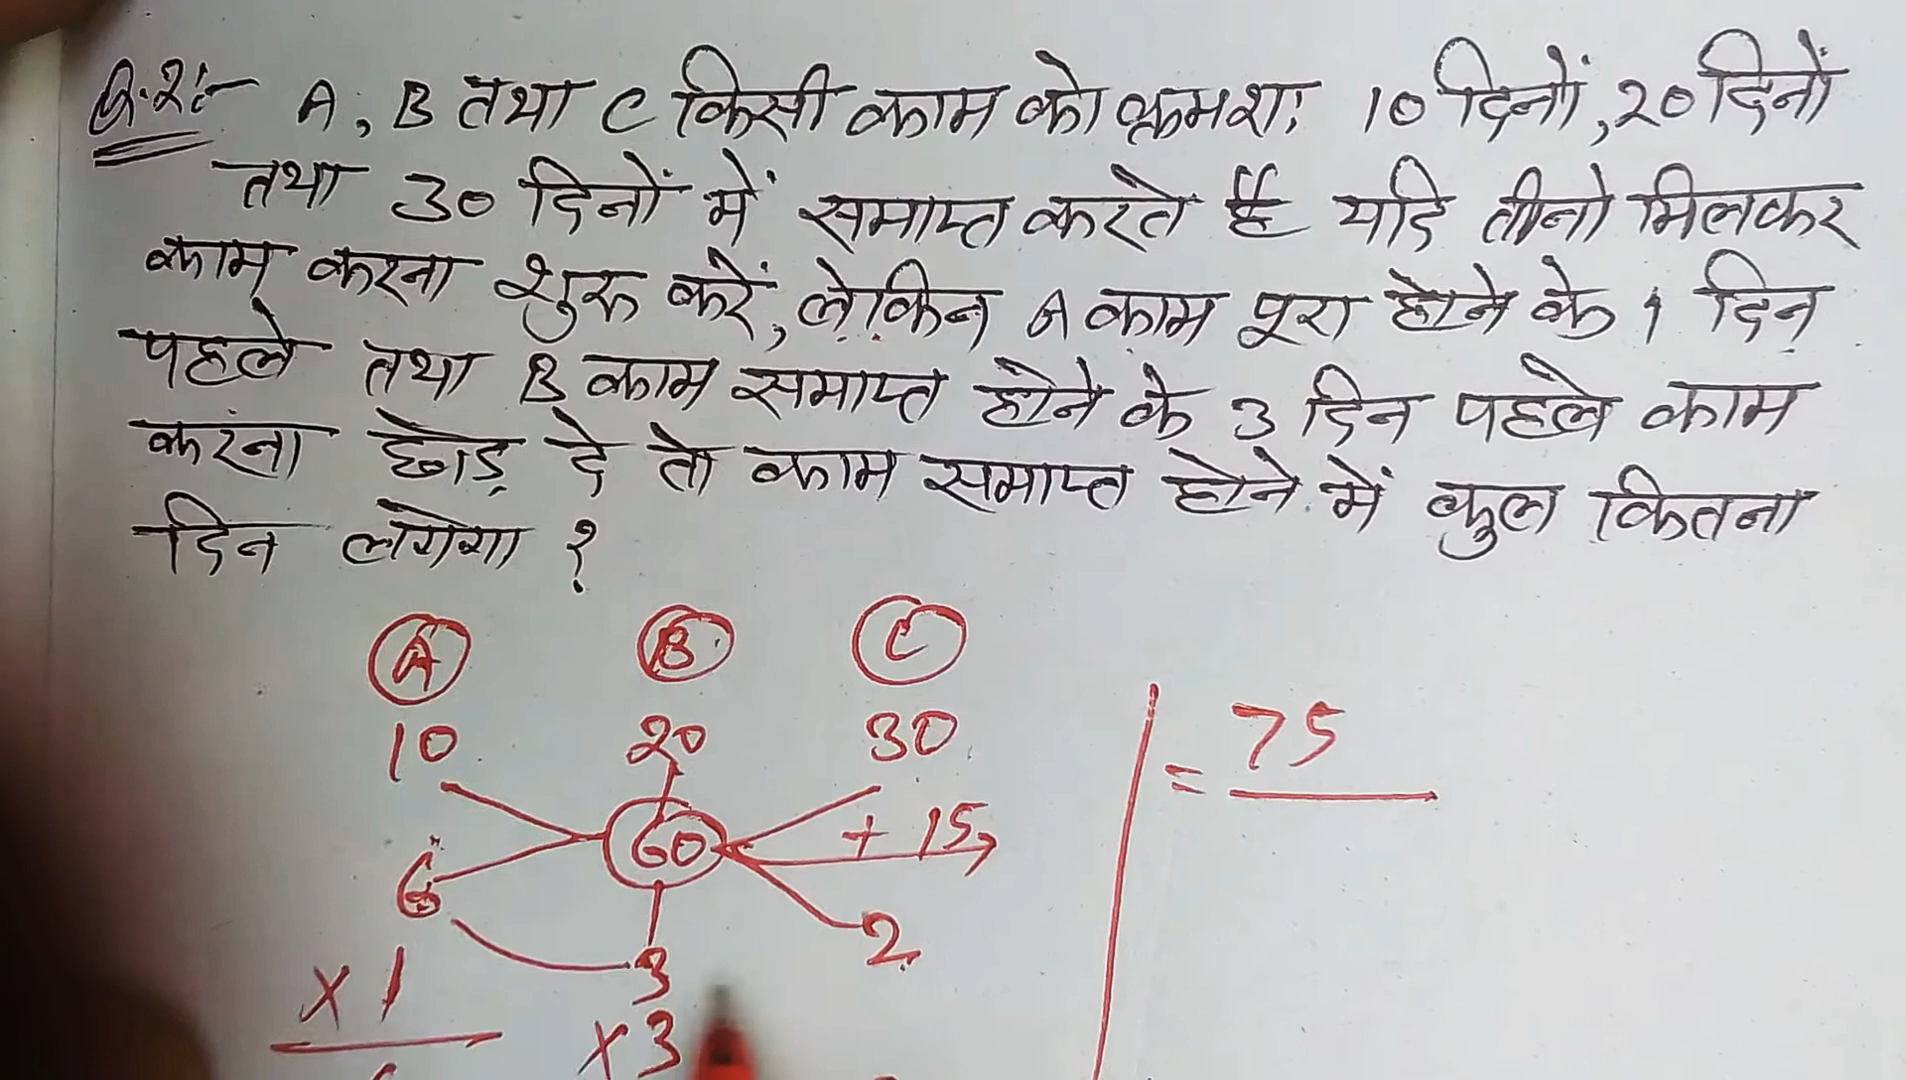 Q.2:- A, B तथा C किसी काम को क्रमशः 10 दिनों, 20 दिनों
तथा 30 दिनों में समाप्त करते हैं यदि तीनो मिलकर
काम करना शुरू करें, लेकिन A काम पूरा होने के 1 दिन
पहले तथा B काम समाप्त होने के 3 दिन पहले काम
करना छोड़ दे तो काम समाप्त होने में कुल कितना
दिन लगेगा ?
A B C
10 20 30
= 75
60 + 15
6 3 2
× 1 × 3